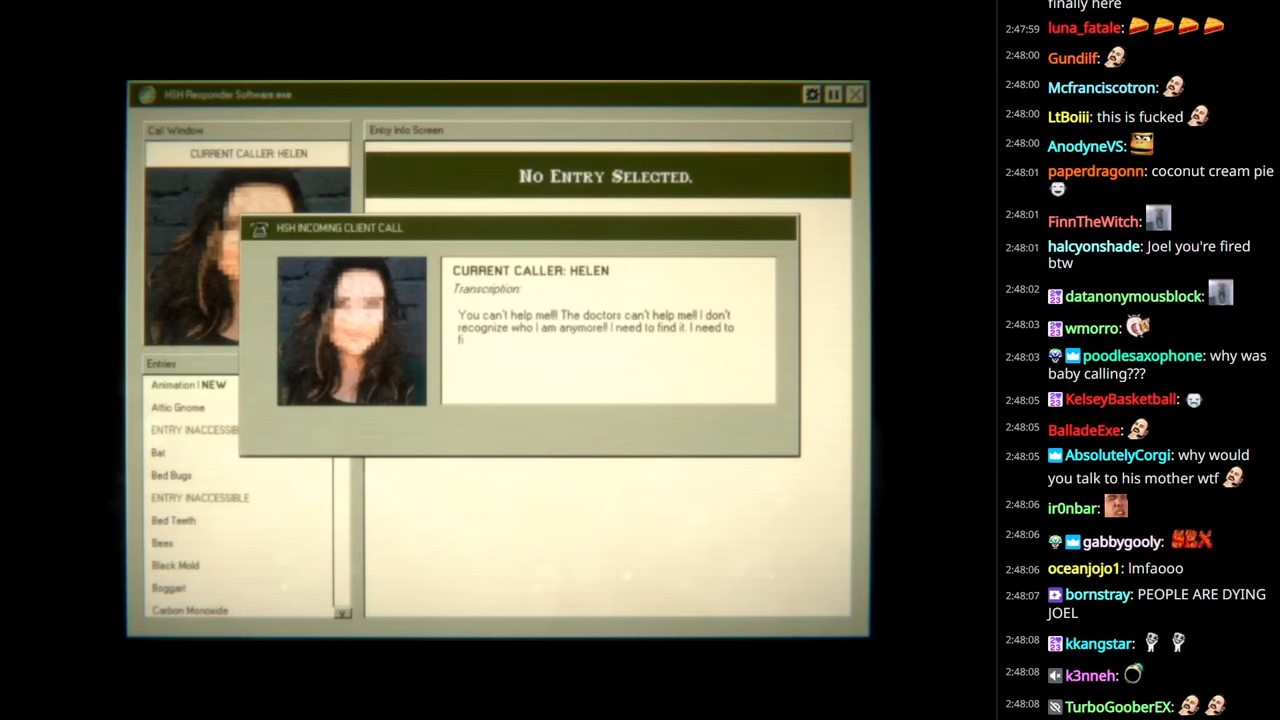 HSH Responder Software.exe
Call Window
CURRENT CALLER: HELEN
Entry Info Screen
NO ENTRY SELECTED.
HSH INCOMING CLIENT CALL
CURRENT CALLER: HELEN
Transcription:
You can't help me!!! The doctors can't help me!! I don't
recognize who I am anymore!! I need to find it. I need to
fi
Entries
Animation I NEW
Attic Gnome
ENTRY INACCESSIB
Bat
Bed Bugs
ENTRY INACCESSIBLE
Bed Teeth
Bees
Black Mold
Boggart
Carbon Monoxide
finally here
2:47:59 luna_fatale:
2:48:00 Gundilf:
2:48:00 Mcfranciscotron:
2:48:00 LtBoiii: this is fucked
2:48:00 AnodyneVS:
2:48:01 paperdragonn: coconut cream pie
2:48:01 FinnTheWitch:
2:48:01 halcyonshade: Joel you're fired
btw
2:48:02 datanonymousblock:
2:48:03 wmorro:
2:48:03 poodlesaxophone: why was
baby calling???
2:48:05 KelseyBasketball:
2:48:05 BalladeExe:
2:48:05 AbsolutelyCorgi: why would
you talk to his mother wtf
2:48:06 ir0nbar:
2:48:06 gabbygooly:
2:48:06 oceanjojo1: lmfaooo
2:48:07 bornstray: PEOPLE ARE DYING
JOEL
2:48:08 kkangstar:
2:48:08 k3nneh:
2:48:08 TurboGooberEX: